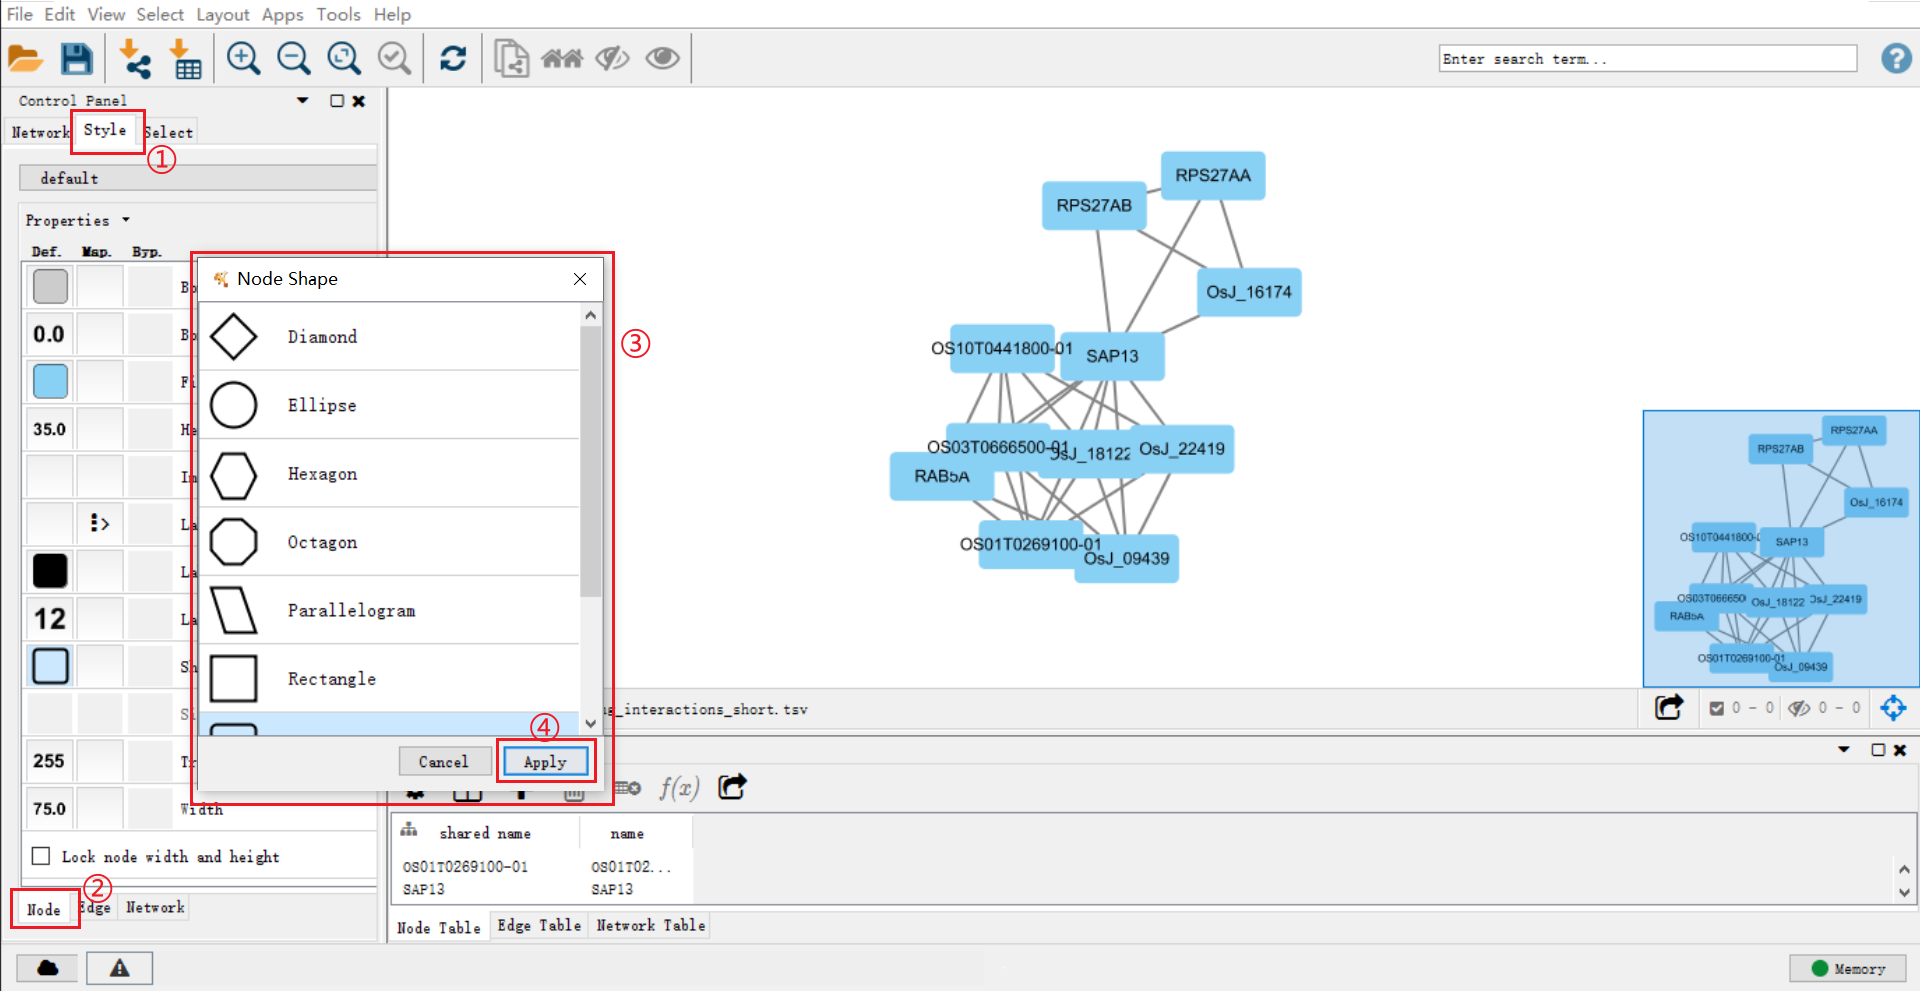 File Edit View Select Layout Apps Tools Help
Enter search term...
Control Panel
Network Style Select
①
default
Properties
Def. Map. Byp.
Node Shape
0.0
35.0
12
255
75.0 Width
Diamond
Ellipse
Hexagon
Octagon
Parallelogram
Rectangle
③
④
Cancel Apply
Lock node width and height
②
Node Edge Network
RPS27AA
RPS27AB
OsJ_16174
OS10T0441800-01
SAP13
OS03T0666500-01
OsJ_18122
OsJ_22419
RAB5A
OS01T0269100-01
OsJ_09439
RPS27AA
RPS27AB
OsJ_16174
OS10T0441800-
SAP13
OS03T066650
OsJ_18122
OsJ_22419
RAB5A
OS01T0269100-01
OsJ_09439
_interactions_short.tsv
0 - 0 0 - 0
f(x)
shared name name
OS01T0269100-01 OS01T02...
SAP13 SAP13
Node Table Edge Table Network Table
Memory